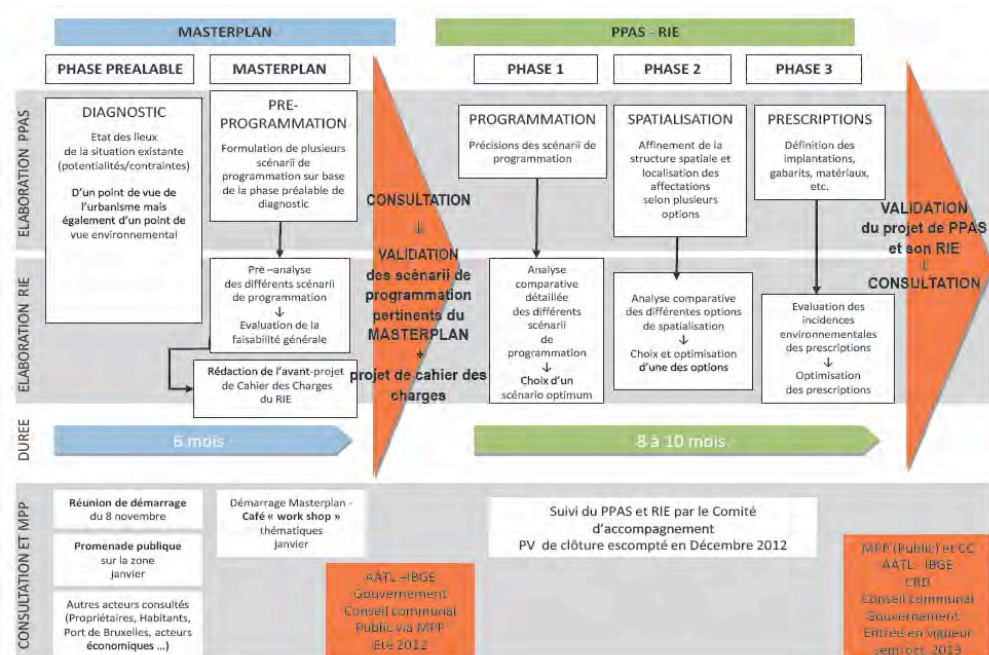 MASTERPLAN
PPAS - RIE
PHASE PREALABLE
MASTERPLAN
PHASE 1
PHASE 2
PHASE 3
ELABORATION PPAS
DIAGNOSTIC
Etat des lieux
de la situation existante
(potentialités/contraintes)
D'un point de vue de
l'urbanisme mais
également d'un point de
vue environnemental
PRE-
PROGRAMMATION
Formulation de plusieurs
scénarii de
programmation sur base
de la phase préalable de
diagnostic
PROGRAMMATION
Précisions des scénario de
programmation
SPATIALISATION
Affinement de la
structure spatiale et
localisation des
affectations
selon plusieurs
options
PRESCRIPTIONS
Définition des
implantations,
gabarits, matériaux,
etc.
CONSULTATION
↓
VALIDATION
des scénarii de
programmation
pertinents du
MASTERPLAN
+
projet de cahier des
charges
VALIDATION
du projet de PPAS
et son RIE
↓
CONSULTATION
ELABORATION RIE
Pré –analyse
des différents scénarii
de programmation
↓
Evaluation de la
faisabilité générale
Rédaction de l'avant-projet
de Cahier des Charges
du RIE
Analyse
comparative
détaillée des
différents
scénarii
de
programmation
↓
Choix d'un
scénario optimum
Analyse comparative
des différentes options
de spatialisation
↓
Choix et optimisation
d'une des options
Evaluation des
incidences
environnementales
des prescriptions
↓
Optimisation
des prescriptions
DUREE
6 mois
8 à 10 mois
CONSULTATION ET MPP
Réunion de démarrage
du 8 novembre
Promenade publique
sur la zone
janvier
Autres acteurs consultés
(Propriétaires, Habitants,
Port de Bruxelles, acteurs
économiques ...)
Démarrage Masterplan -
Café « work shop »
thématiques
janvier
AATL –IBGE
Gouvernement
Conseil communal
Public via MPP
Eté 2012
Suivi du PPAS et RIE par le Comité
d'accompagnement
PV de clôture escompté en Décembre 2012
MPP (Public) et CC
AATL - IBGE
CRD
Conseil communal
Gouvernement
Entrée en vigueur
sept-oct. 2013